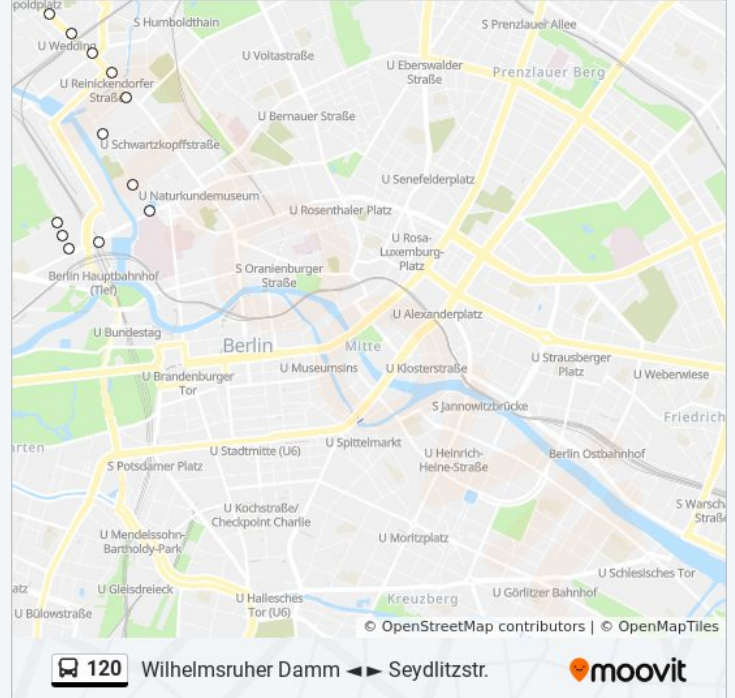 poldplatz
S Humboldthain
S Prenzlauer Allee
U Wedding
U Voltastraße
U Eberswalder
Straße
Prenzlauer Berg
U Reinickendorfer
Straße
U Bernauer Straße
U Schwartzkopffstraße
U Senefelderplatz
U Naturkundemuseum
U Rosenthaler Platz
U Rosa-
Luxemburg-
Platz
S Oranienburger
Straße
Berlin Hauptbahnhof
(Tief)
U Alexanderplatz
U Bundestag
Berlin
Mitte
U Strausberger
Platz
U Museumsinsel
U Klosterstraße
U Weberwiese
U Brandenburger
Tor
S Jannowitzbrücke
Friedrich
arten
U Spittelmarkt
U Stadtmitte (U6)
U Heinrich-
Heine-Straße
Berlin Ostbahnhof
S Potsdamer Platz
S Warsch
Straße
U Kochstraße/
Checkpoint Charlie
U Mendelssohn-
Bartholdy-Park
U Moritzplatz
U Schlesisches Tor
atz
U Gleisdreieck
U Görlitzer Bahnhof
U Hallesches
Tor (U6)
Kreuzberg
U Bülowstraße
© OpenStreetMap contributors | © OpenMapTiles
120 Wilhelmsruher Damm ◄► Seydlitzstr.
moovit